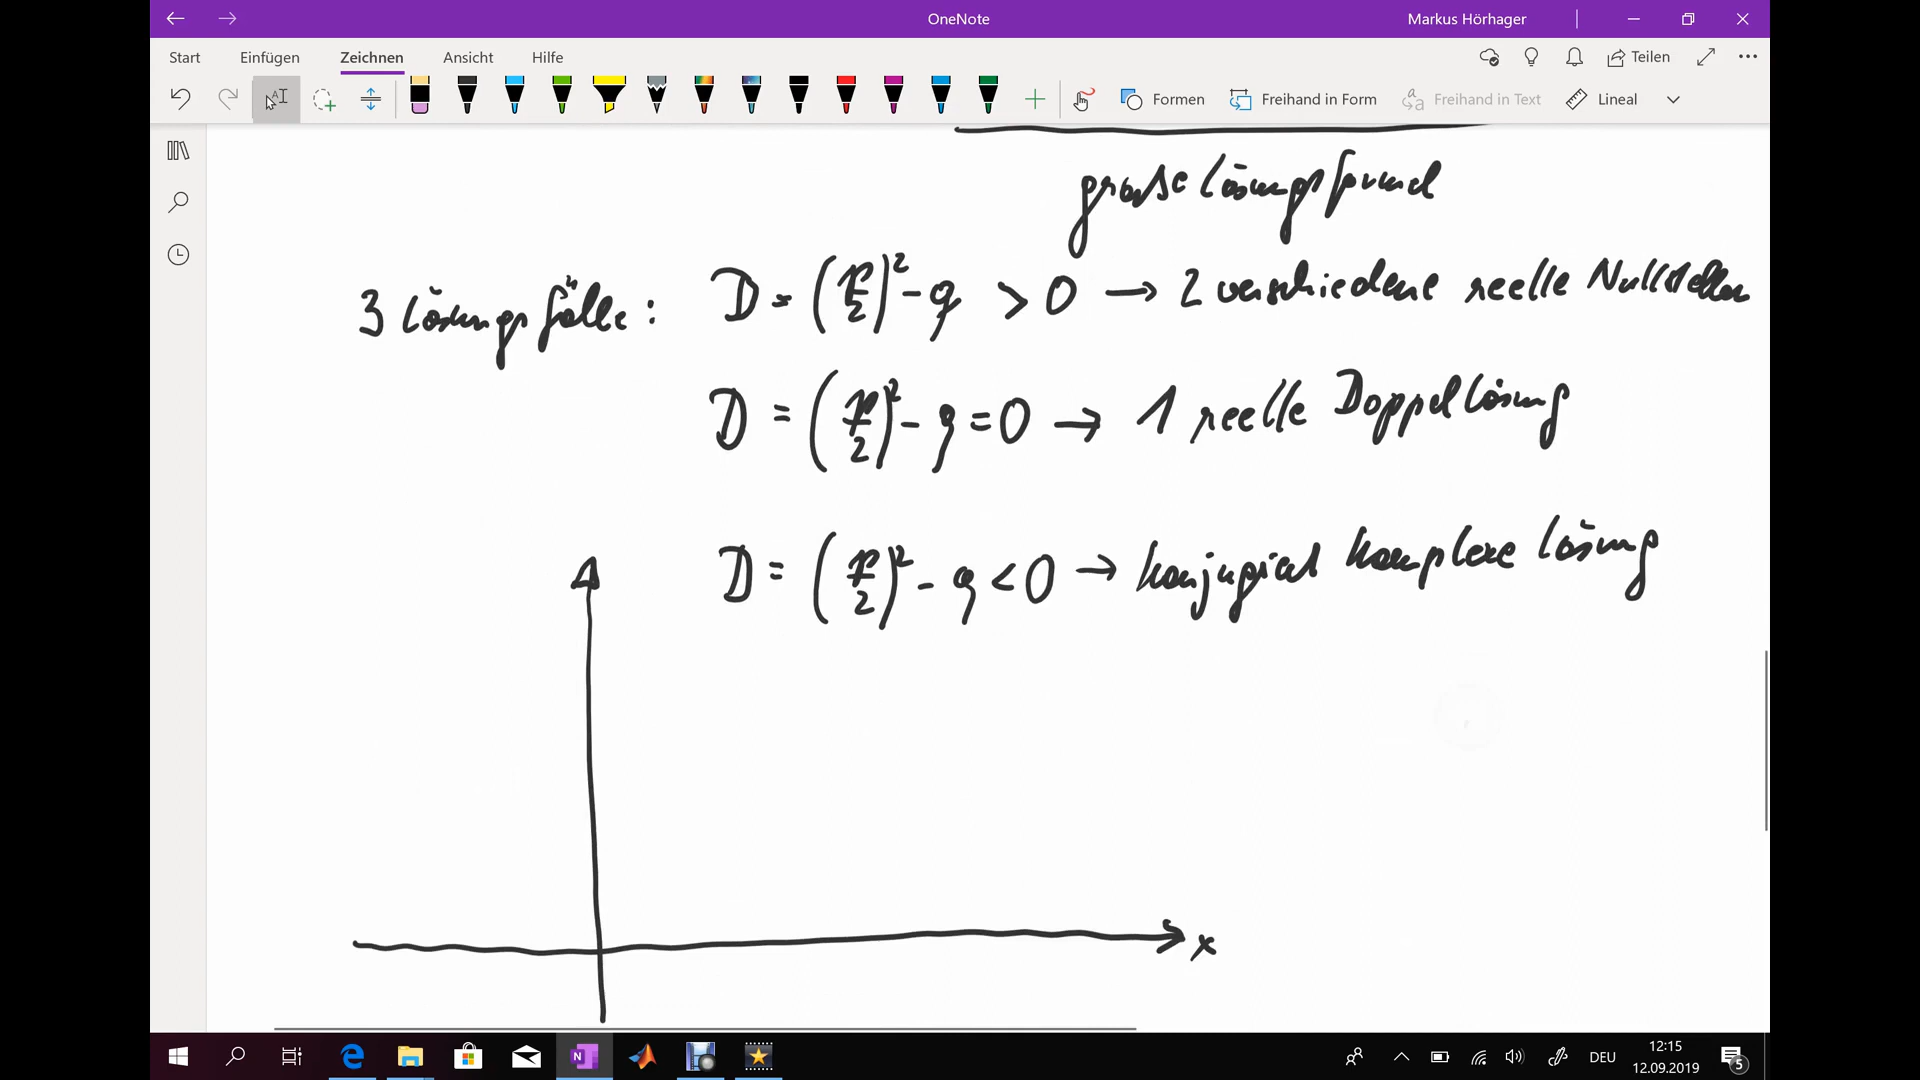 OneNote
Markus Hörhager
Start Einfügen Zeichnen Ansicht Hilfe
Teilen
Formen Freihand in Form Freihand in Text Lineal
große Lösungsformel
3 Lösungsfälle: D = (p/2)² - q > 0 → 2 verschiedene reelle Nullstellen
D = (p/2)² - q = 0 → 1 reelle Doppellösung
D = (p/2)² - q < 0 → konjugiert komplexe Lösung
x
DEU
12:15
12.09.2019
5